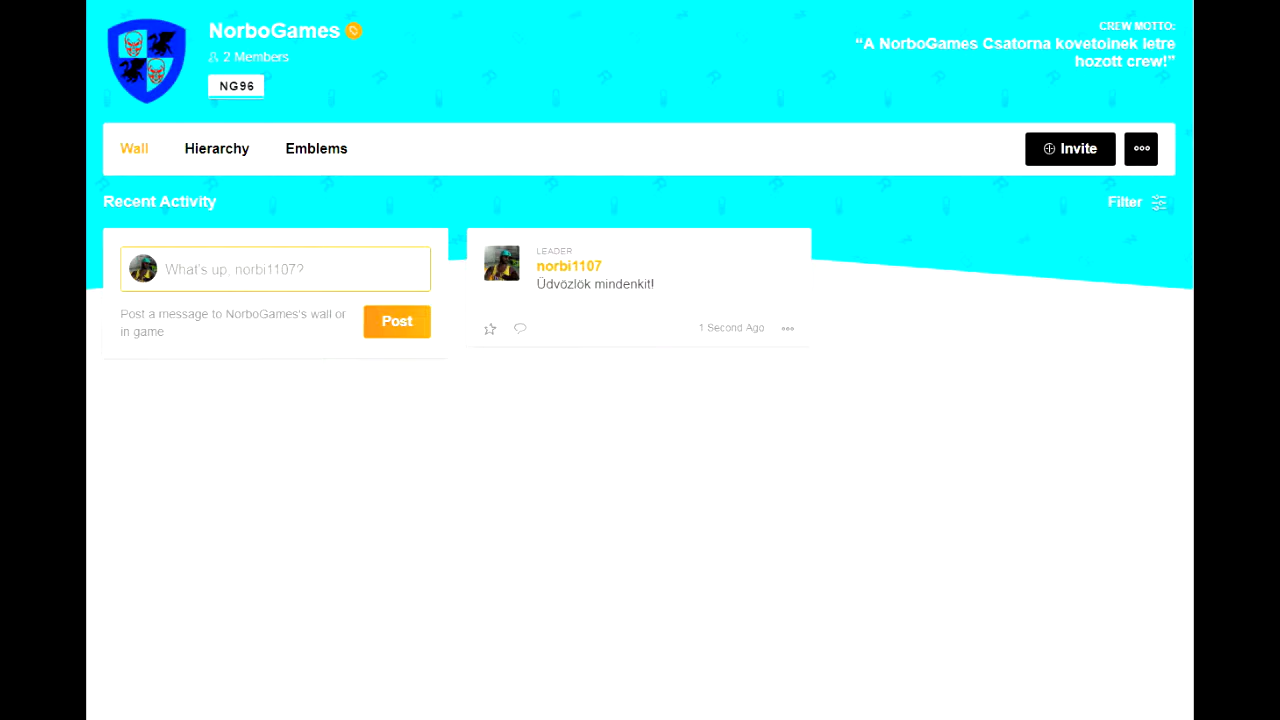 NorboGames
2 Members
NG96
CREW MOTTO:
“A NorboGames Csatorna kovetoinek letre
hozott crew!”
Wall
Hierarchy
Emblems
Invite
Recent Activity
Filter
What's up, norbi1107?
Post a message to NorboGames's wall or
in game
Post
LEADER
norbi1107
Üdvözlök mindenkit!
1 Second Ago